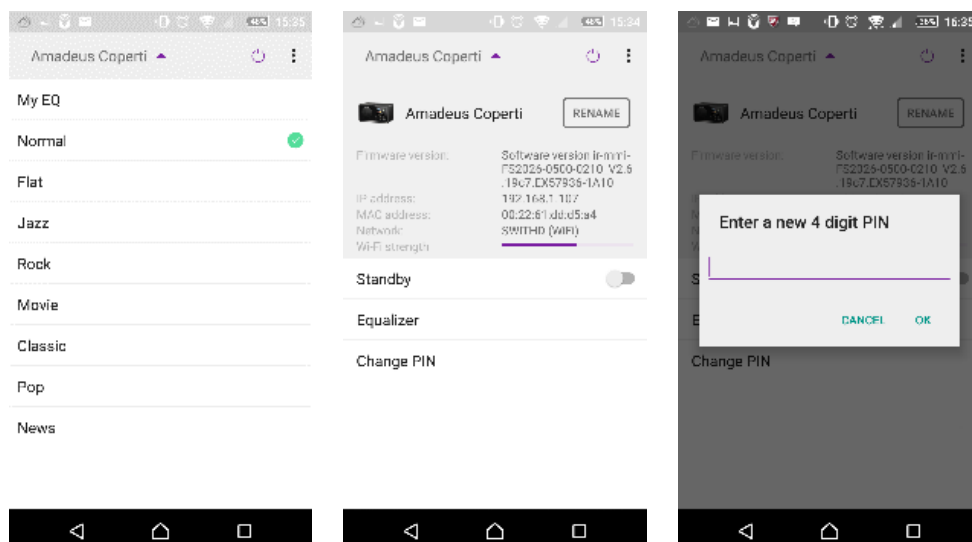 46% 15:35
Amadeus Coperti
My EQ
Normal
Flat
Jazz
Rock
Movie
Classic
Pop
News
15:34
Amadeus Coperti
Amadeus Coperti
RENAME
Firmware version:
Software version ir-mmi-
FS2026-0500-0210_V2.6
.19c7.EX57936-1A10
IP address:
192.168.1.107
MAC address:
00:22:61:dd:d5:a4
Network:
SWITHD (WiFi)
Wi-Fi strength
Standby
Equalizer
Change PIN
16:35
Amadeus Coperti
Amadeus Coperti
RENAME
Firmware version:
Software version ir-mmi-
FS2026-0500-0210_V2.6
.19c7.EX57936-1A10
Enter a new 4 digit PIN
CANCEL OK
Change PIN